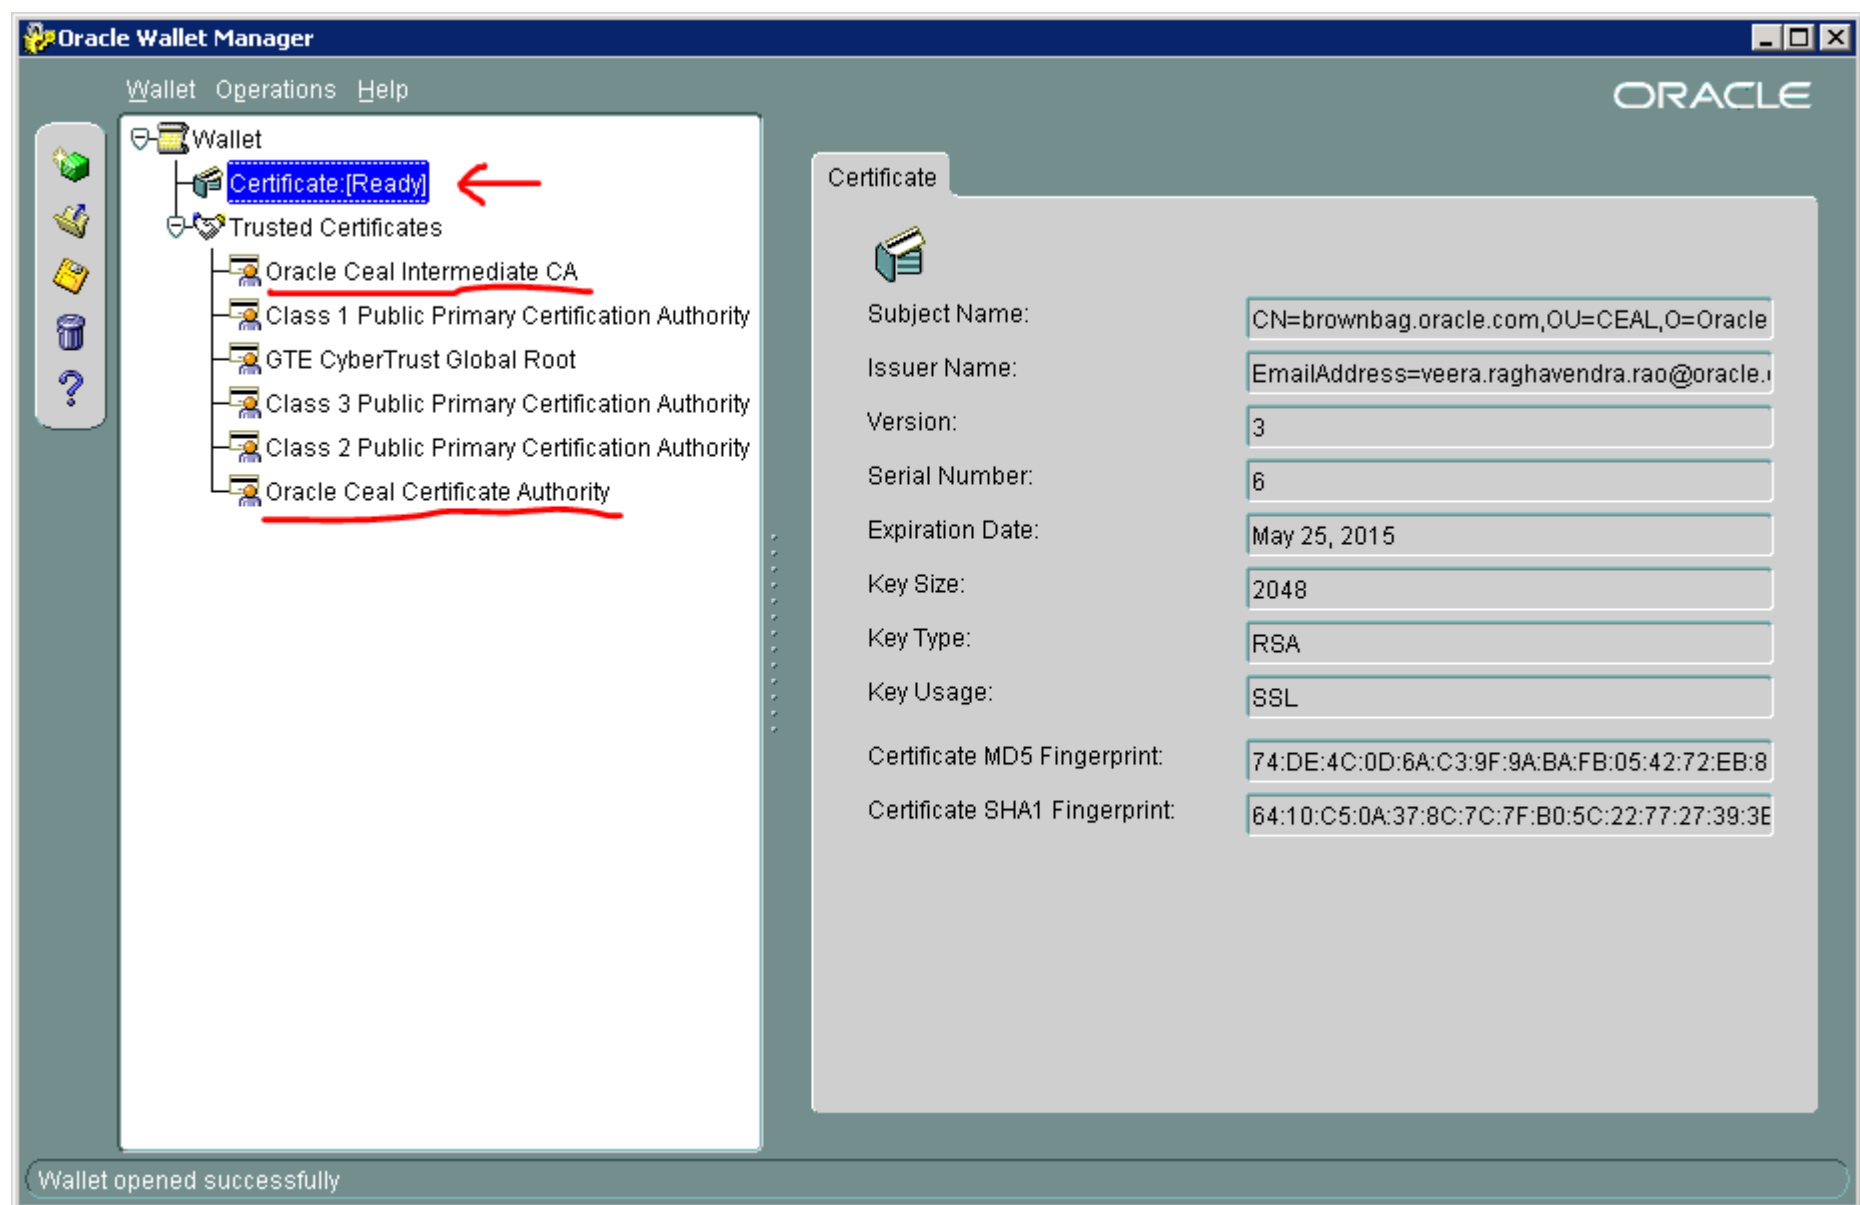 Oracle Wallet Manager
Wallet Operations Help
ORACLE
Wallet
Certificate:[Ready]
Trusted Certificates
Oracle Ceal Intermediate CA
Class 1 Public Primary Certification Authority
GTE CyberTrust Global Root
Class 3 Public Primary Certification Authority
Class 2 Public Primary Certification Authority
Oracle Ceal Certificate Authority
Certificate
Subject Name: CN=brownbag.oracle.com,OU=CEAL,O=Oracle
Issuer Name: EmailAddress=veera.raghavendra.rao@oracle.
Version: 3
Serial Number: 6
Expiration Date: May 25, 2015
Key Size: 2048
Key Type: RSA
Key Usage: SSL
Certificate MD5 Fingerprint: 74:DE:4C:0D:6A:C3:9F:9A:BA:FB:05:42:72:EB:8
Certificate SHA1 Fingerprint: 64:10:C5:0A:37:8C:7C:7F:B0:5C:22:77:27:39:3E
Wallet opened successfully